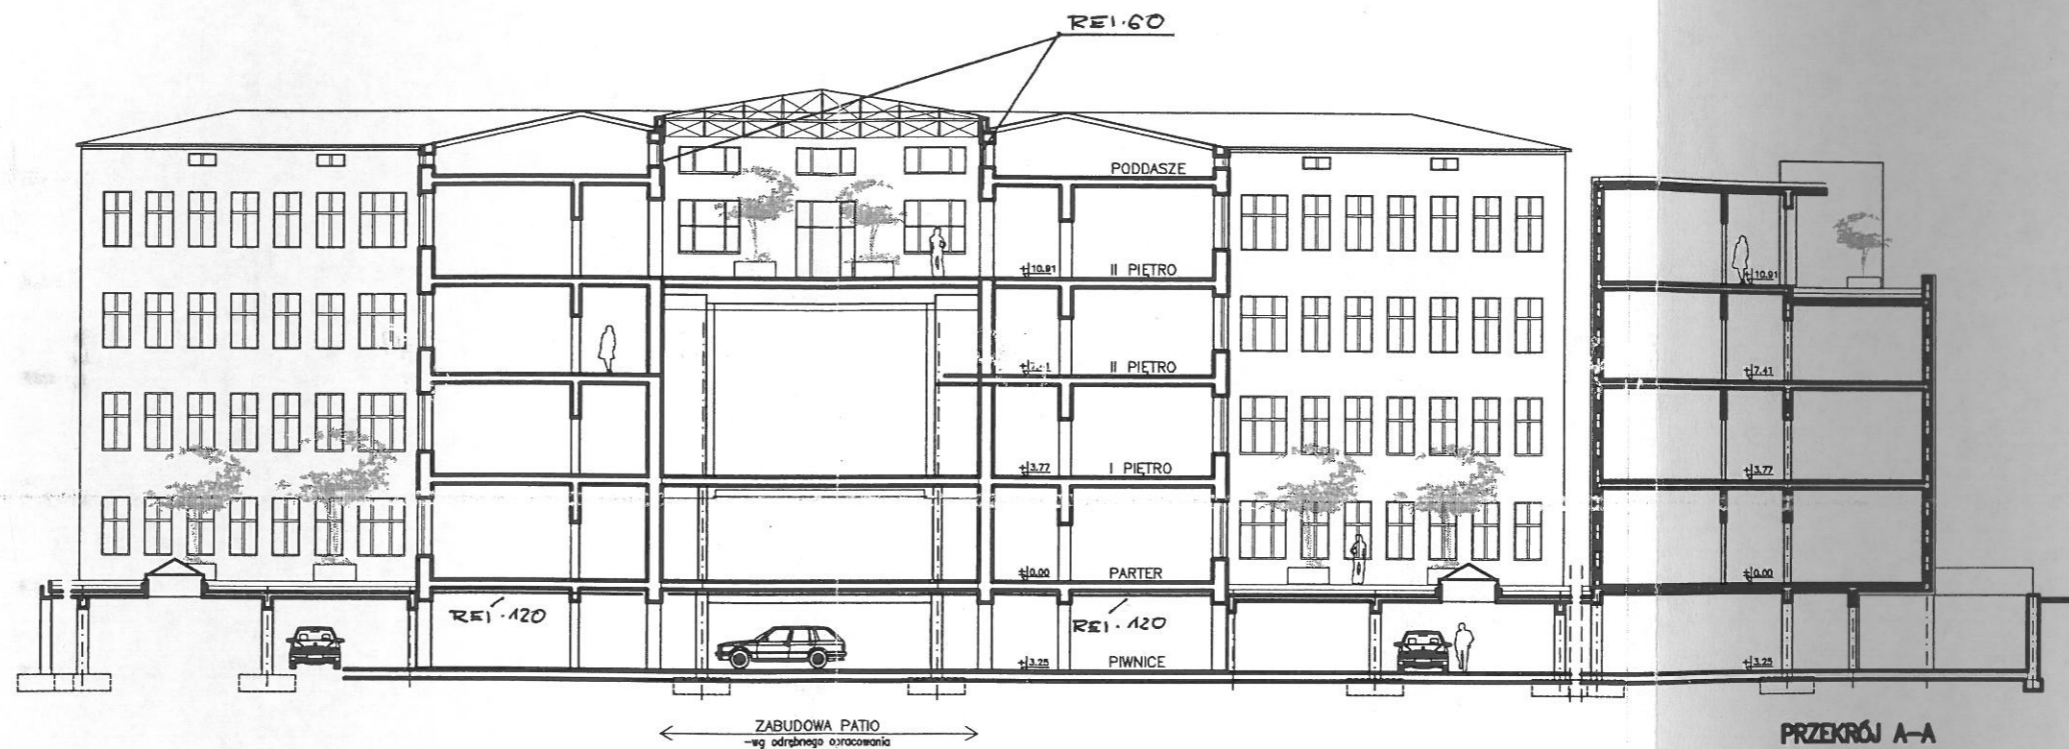 REI·60
PODDASZE
10.91
II PIĘTRO
10.91
II PIĘTRO
7.41
3.77
I PIĘTRO
3.77
0.00
PARTER
0.00
REI·120
REI·120
3.25
PIWNICE
3.25
ZABUDOWA PATIO
-wg odrębnego opracowania
PRZEKRÓJ A-A